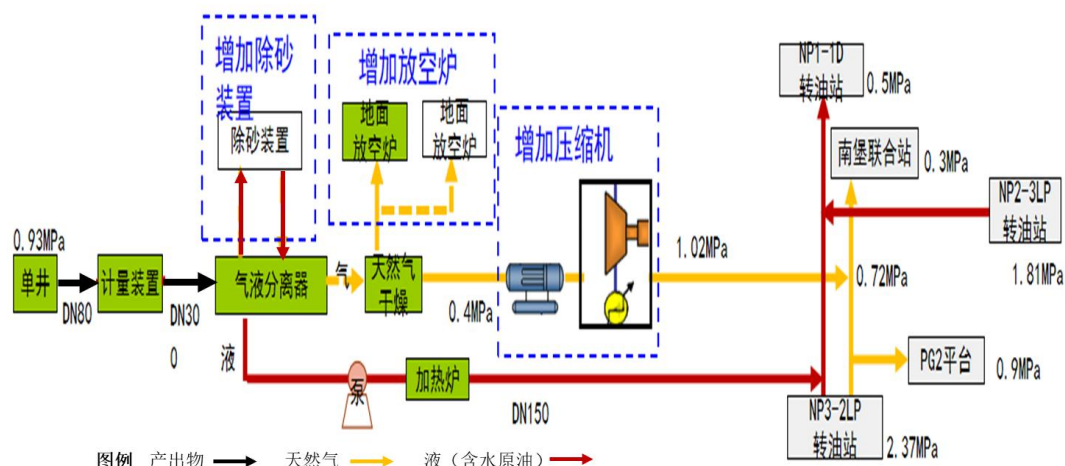 增加除砂
装置
除砂装置
增加放空炉
地面
放空炉
地面
放空炉
增加压缩机
NP1-1D
转油站
0.5MPa
南堡联合站
0.3MPa
NP2-3LP
转油站
1.81MPa
0.93MPa
单井
DN80
计量装置
DN30
0
气液分离器
气
天然气
干燥
0.4MPa
1.02MPa
0.72MPa
液
泵
加热炉
DN150
PG2平台
0.9MPa
NP3-2LP
转油站
2.37MPa
图例 产出物 天然气 液（含水原油）